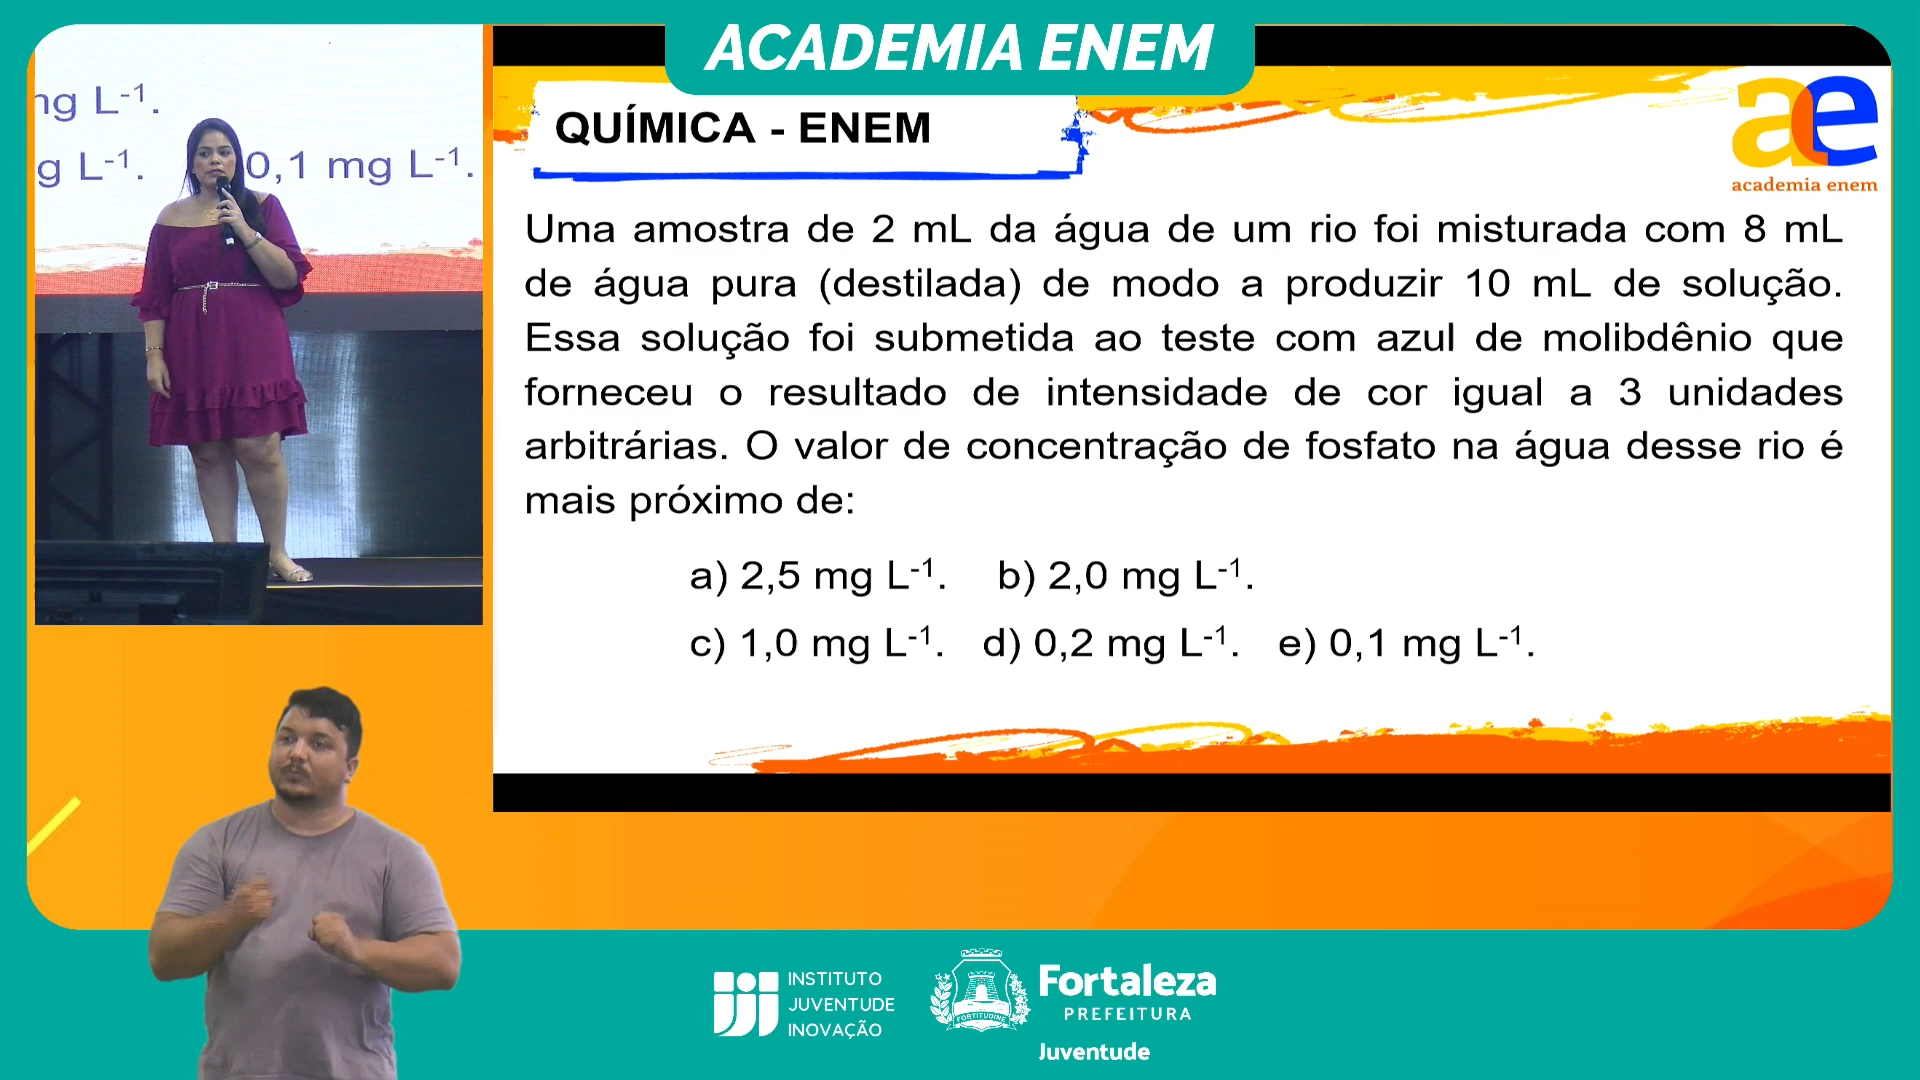 ACADEMIA ENEM
ng L-1.
g L-1. 0,1 mg L-1.
QUÍMICA - ENEM
ae
academia enem
Uma amostra de 2 mL da água de um rio foi misturada com 8 mL
de água pura (destilada) de modo a produzir 10 mL de solução.
Essa solução foi submetida ao teste com azul de molibdênio que
forneceu o resultado de intensidade de cor igual a 3 unidades
arbitrárias. O valor de concentração de fosfato na água desse rio é
mais próximo de:
a) 2,5 mg L-1. b) 2,0 mg L-1.
c) 1,0 mg L-1. d) 0,2 mg L-1. e) 0,1 mg L-1.
INSTITUTO
JUVENTUDE
INOVAÇÃO
FORTITUDINE
Fortaleza
PREFEITURA
Juventude